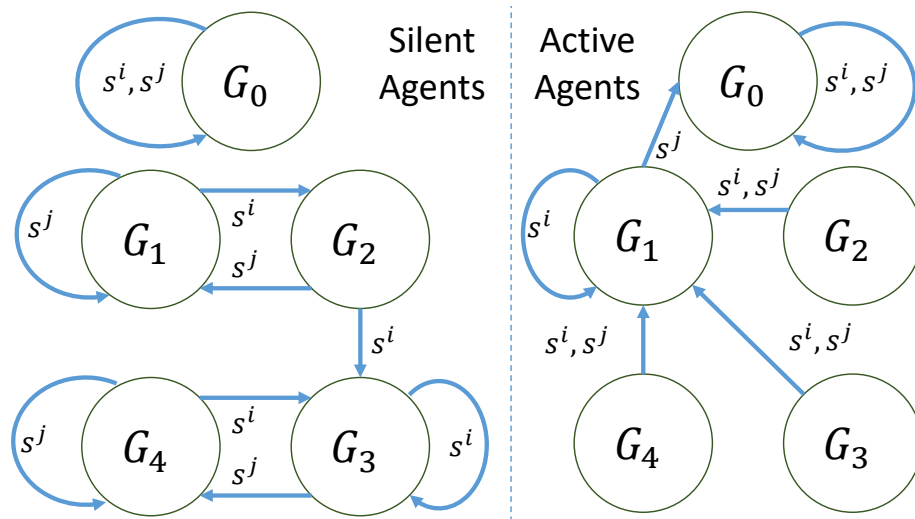 Silent
Agents
Active
Agents
s^i, s^j
G_0
s^j
G_1
s^i
s^j
G_2
s^i
s^j
G_4
s^i
s^j
G_3
s^i
G_0
s^i, s^j
s^j
s^i
G_1
s^i, s^j
G_2
s^i, s^j
s^i, s^j
G_4
G_3